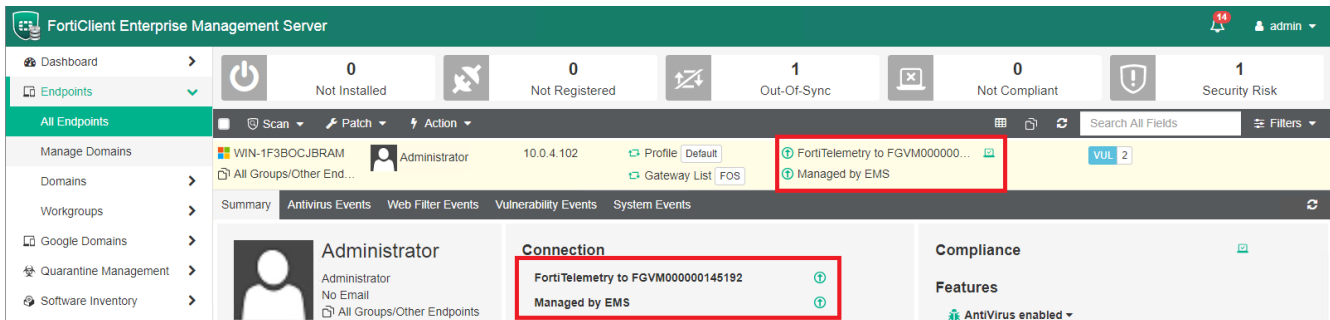 FortiClient Enterprise Management Server
14
admin
Dashboard
Endpoints
All Endpoints
Manage Domains
Domains
Workgroups
Google Domains
Quarantine Management
Software Inventory
0
Not Installed
0
Not Registered
1
Out-Of-Sync
0
Not Compliant
1
Security Risk
Scan Patch Action Search All Fields Filters
WIN-1F3BOCJBRAM Administrator 10.0.4.102 Profile Default FortiTelemetry to FGVM000000... VUL 2
All Groups/Other End... Gateway List FOS Managed by EMS
Summary Antivirus Events Web Filter Events Vulnerability Events System Events
Administrator
Administrator
No Email
All Groups/Other Endpoints
Connection
FortiTelemetry to FGVM000000145192
Managed by EMS
Compliance
Features
AntiVirus enabled